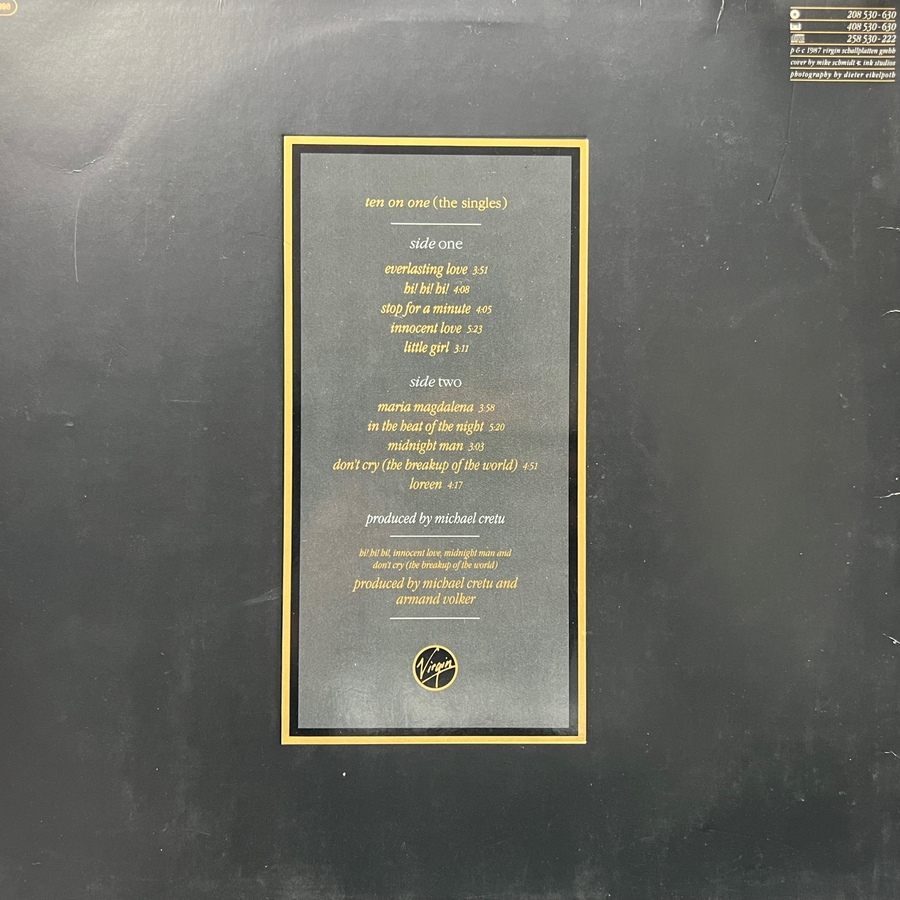 208 530-630
408 530-630
258 530-222
p & c 1987 virgin schallplatten gmbh
cover by mike schmidt & ink studios
photography by dieter eikelpoth
ten on one (the singles)
side one
everlasting love 3:51
hi! hi! hi! 4:08
stop for a minute 4:05
innocent love 5:23
little girl 3:11
side two
maria magdalena 3:58
in the heat of the night 5:20
midnight man 3:03
don't cry (the breakup of the world) 4:51
loreen 4:17
produced by michael cretu
hi! hi! hi!, innocent love, midnight man and
don't cry (the breakup of the world)
produced by michael cretu and
armand volker
Virgin